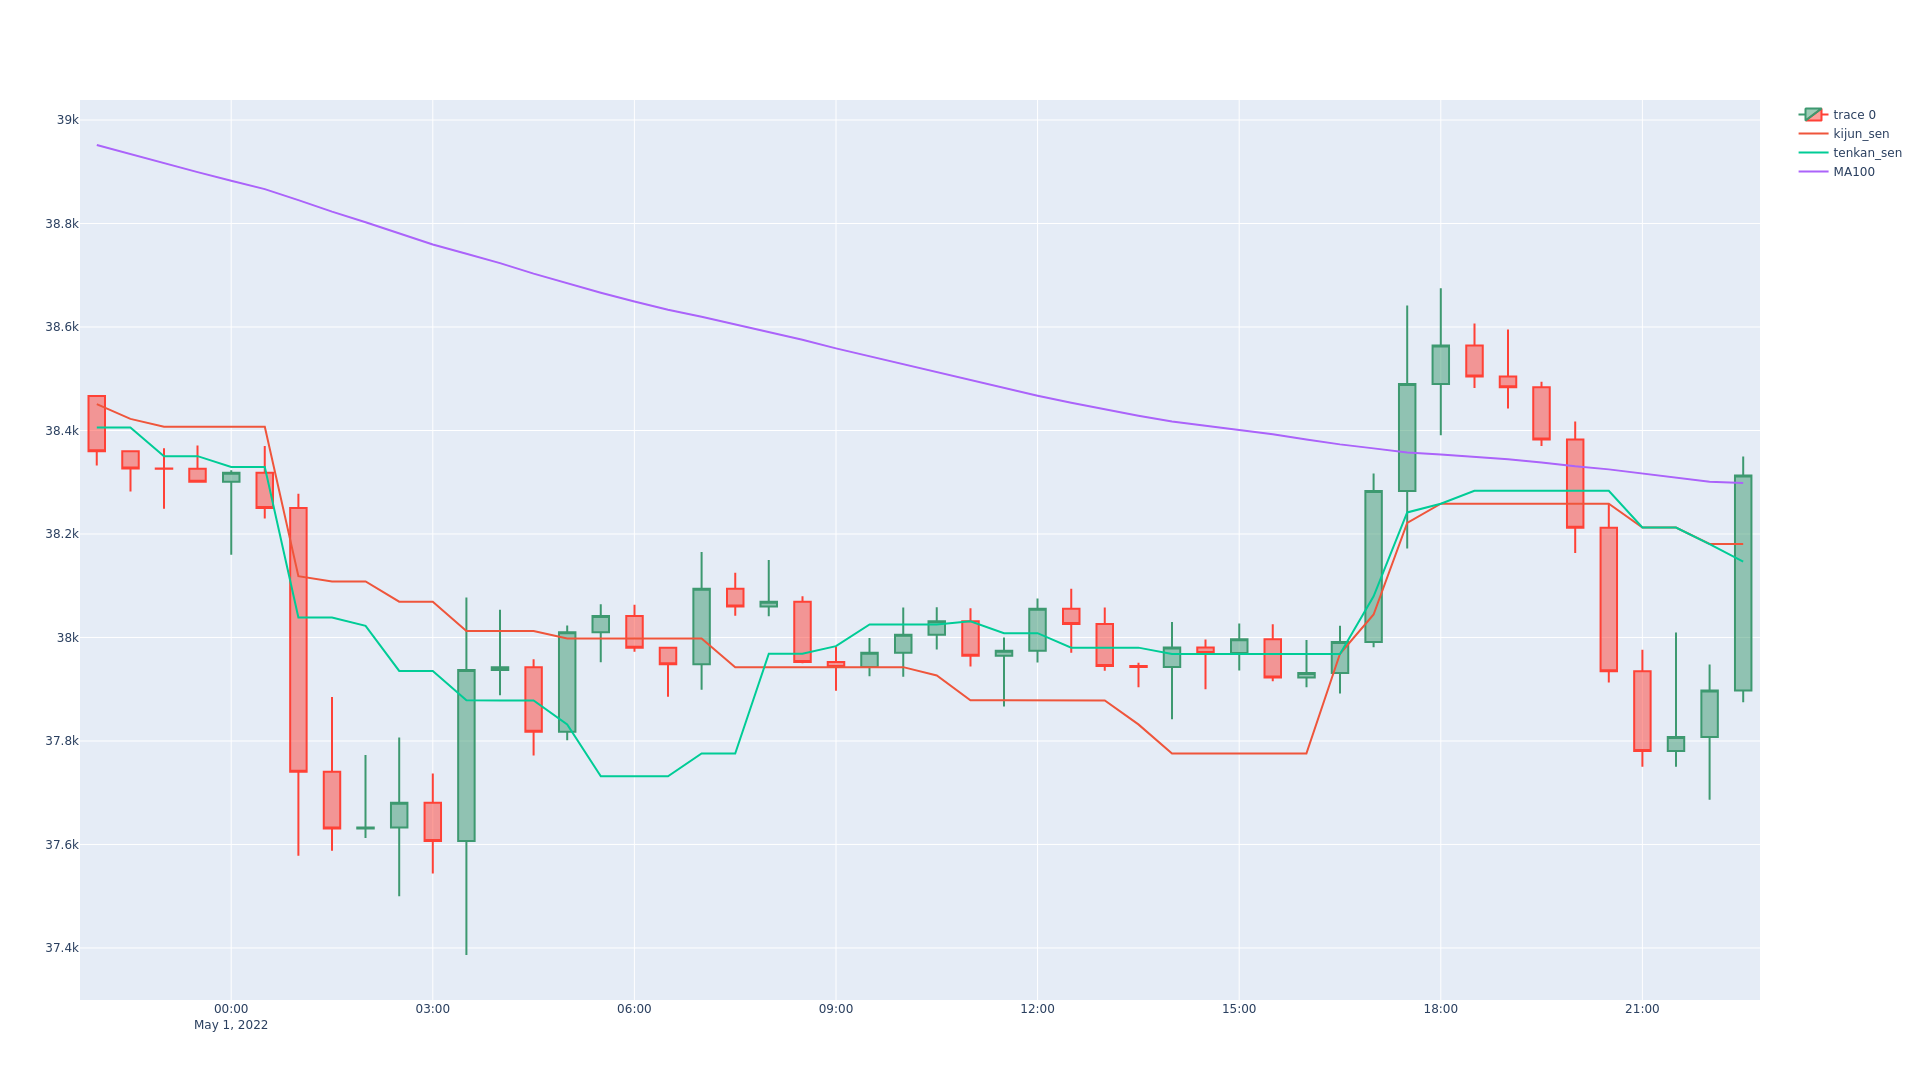 39k
38.8k
38.6k
38.4k
38.2k
38k
37.8k
37.6k
37.4k
00:00
May 1, 2022
03:00
06:00
09:00
12:00
15:00
18:00
21:00
trace 0
kijun_sen
tenkan_sen
MA100